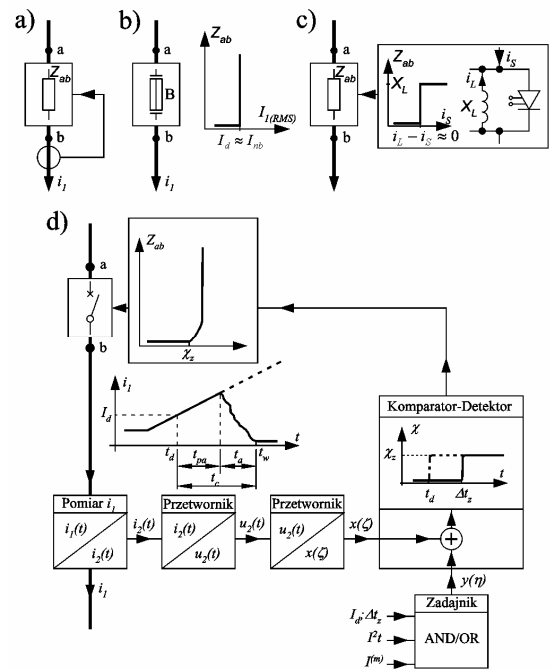 a)
a
Z_ab
b
i_1
b)
a
B
b
i_1
Z_ab
I_1(RMS)
I_d ≈ I_nb
c)
a
Z_ab
b
i_1
Z_ab
X_L
i_S
i_L − i_S ≈ 0
i_S
i_L
X_L
d)
a
b
Z_ab
χ_z
i_1
I_d
t
t_d
t_pa
t_a
t_w
t_c
Komparator-Detektor
χ
χ_z
t
t_d
Δt_z
Pomiar i_1
i_1(t)
i_2(t)
i_2(t)
Przetwornik
i_2(t)
u_2(t)
u_2(t)
Przetwornik
u_2(t)
x(ζ)
x(ζ)
+
y(η)
i_1
Zadajnik
AND/OR
I_d; Δt_z
I²t
I^(m)